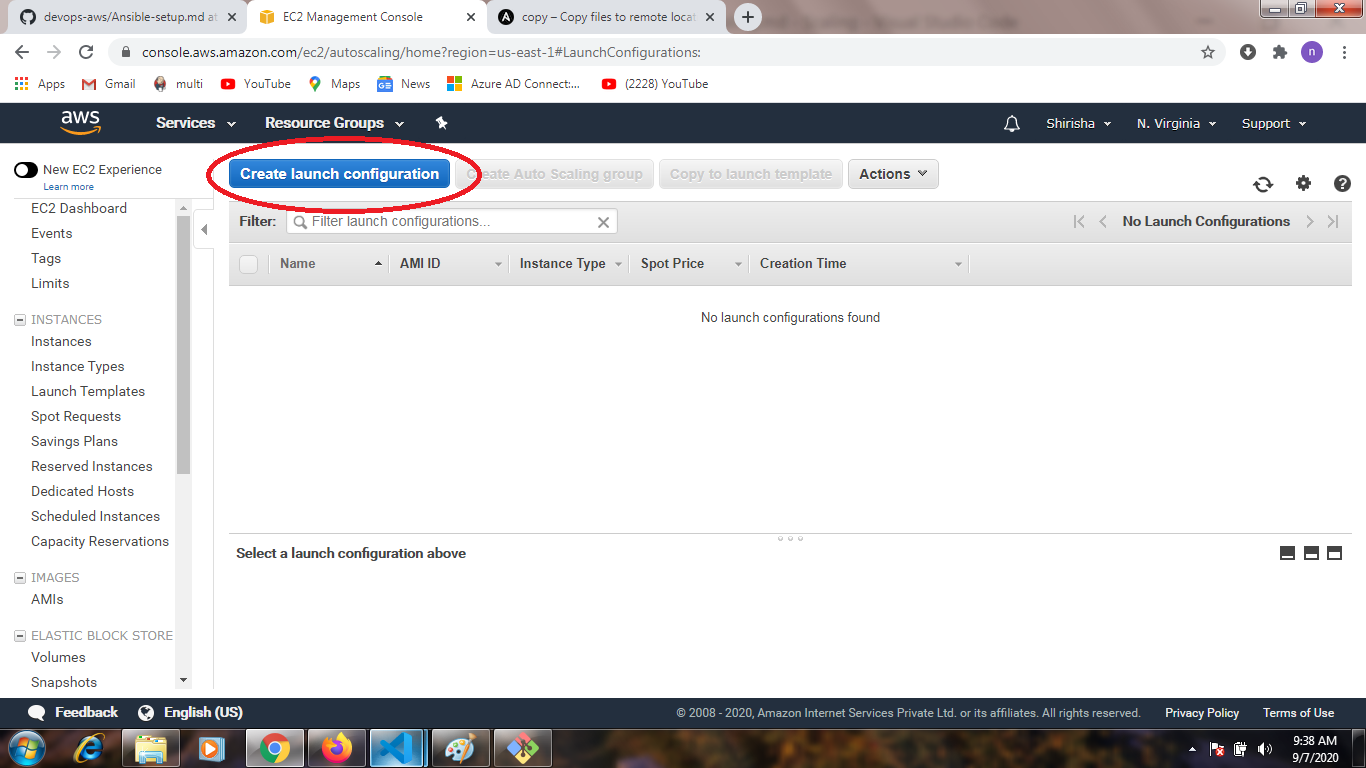 devops-aws/Ansible-setup.md at
EC2 Management Console
copy – Copy files to remote locat
console.aws.amazon.com/ec2/autoscaling/home?region=us-east-1#LaunchConfigurations:
n
Apps
Gmail
multi
YouTube
Maps
News
Azure AD Connect:...
(2228) YouTube
aws
Services
Resource Groups
Shirisha
N. Virginia
Support
New EC2 Experience
Learn more
Create launch configuration
Create Auto Scaling group
Copy to launch template
Actions
EC2 Dashboard
Events
Tags
Limits
INSTANCES
Instances
Instance Types
Launch Templates
Spot Requests
Savings Plans
Reserved Instances
Dedicated Hosts
Scheduled Instances
Capacity Reservations
IMAGES
AMIs
ELASTIC BLOCK STORE
Volumes
Snapshots
Filter:
Filter launch configurations...
No Launch Configurations
Name
AMI ID
Instance Type
Spot Price
Creation Time
No launch configurations found
Select a launch configuration above
Feedback
English (US)
© 2008 - 2020, Amazon Internet Services Private Ltd. or its affiliates. All rights reserved.
Privacy Policy
Terms of Use
9:38 AM
9/7/2020